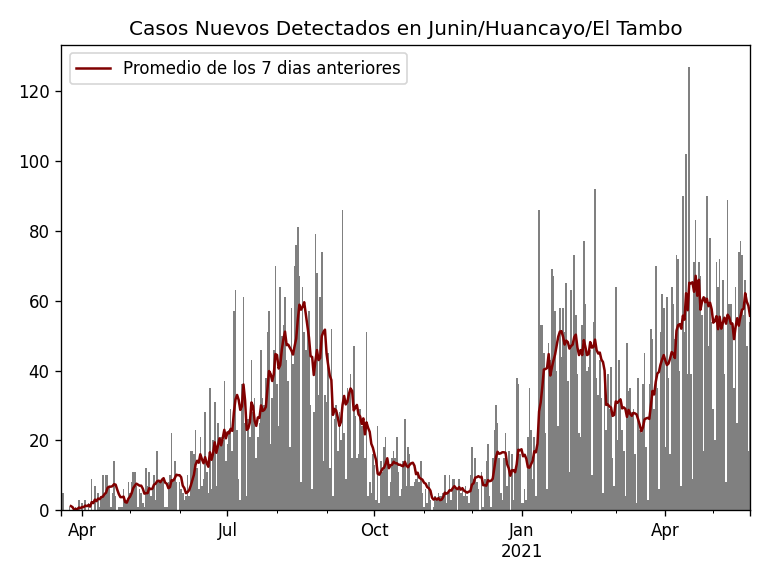 Casos Nuevos Detectados en Junin/Huancayo/El Tambo
Promedio de los 7 dias anteriores
120
100
80
60
40
20
0
Apr Jul Oct Jan Apr
2021